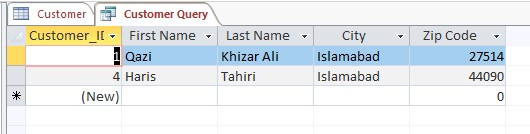 Customer Customer Query
Customer_ID First Name Last Name City Zip Code
1 Qazi Khizar Ali Islamabad 27514
4 Haris Tahiri Islamabad 44090
* (New) 0